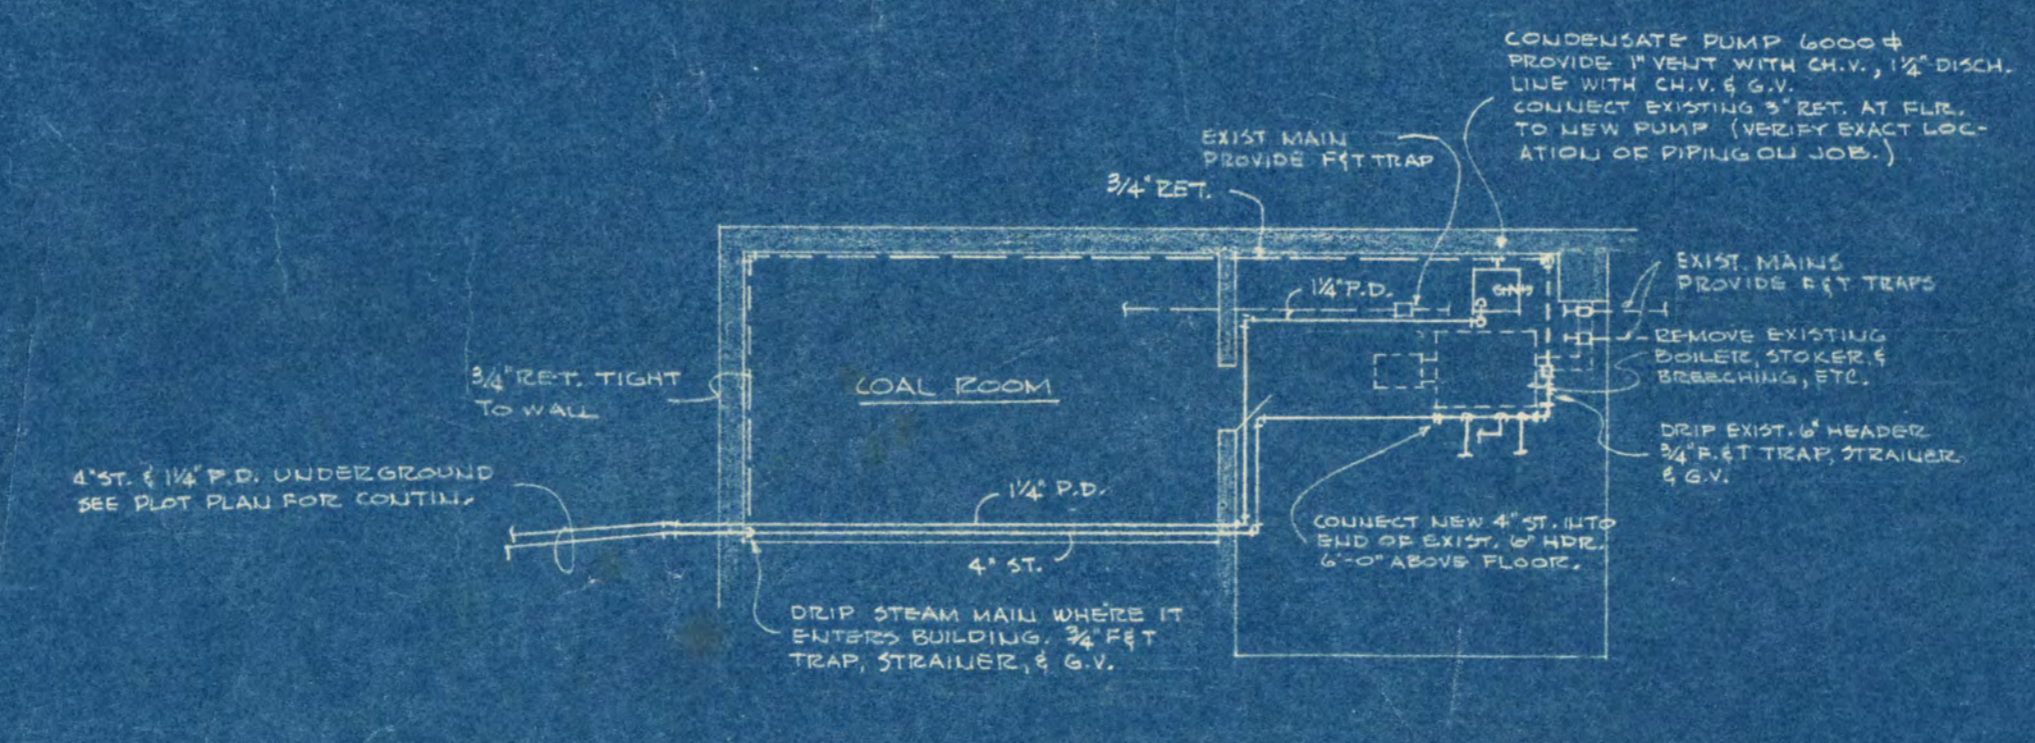 CONDENSATE PUMP 6000 #
PROVIDE 1" VENT WITH CH.V., 1¼" DISCH.
LINE WITH CH.V. & G.V.
CONNECT EXISTING 3" RET. AT FLR.
TO NEW PUMP (VERIFY EXACT LOC-
ATION OF PIPING ON JOB.)
EXIST MAIN
PROVIDE F&T TRAP
3/4" RET.
EXIST. MAINS
PROVIDE F&T TRAPS
1¼" P.D.
REMOVE EXISTING
BOILER, STOKER &
BREECHING, ETC.
3/4" RET. TIGHT
TO WALL
COAL ROOM
DRIP EXIST. 6" HEADER
¾" F.&T TRAP, STRAINER
& G.V.
4" ST. & 1¼" P.D. UNDERGROUND
SEE PLOT PLAN FOR CONTIN.
1¼" P.D.
CONNECT NEW 4" ST. INTO
END OF EXIST. 6" HDR.
6'-0" ABOVE FLOOR.
4" ST.
DRIP STEAM MAIN WHERE IT
ENTERS BUILDING. ¾" F&T
TRAP, STRAINER, & G.V.